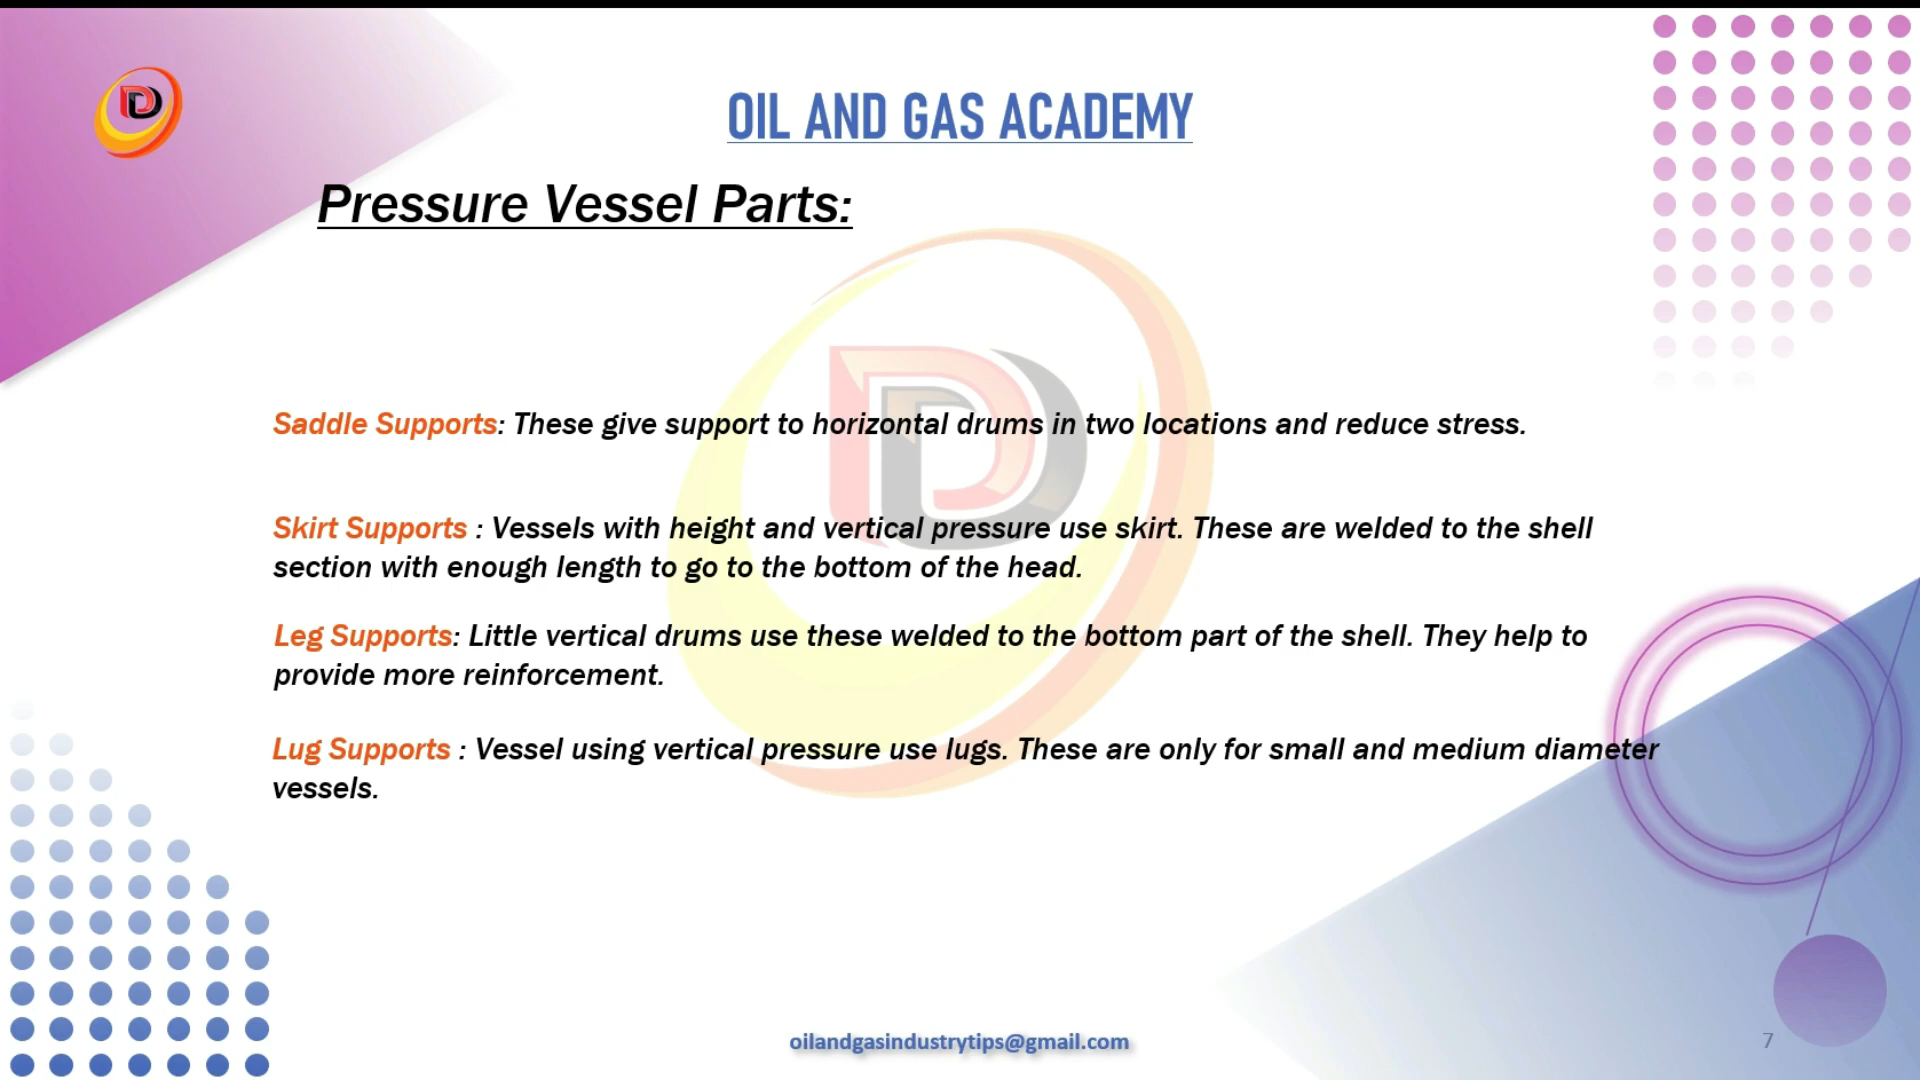 OIL AND GAS ACADEMY
Pressure Vessel Parts:
Saddle Supports: These give support to horizontal drums in two locations and reduce stress.
Skirt Supports : Vessels with height and vertical pressure use skirt. These are welded to the shell
section with enough length to go to the bottom of the head.
Leg Supports: Little vertical drums use these welded to the bottom part of the shell. They help to
provide more reinforcement.
Lug Supports : Vessel using vertical pressure use lugs. These are only for small and medium diameter
vessels.
oilandgasindustrytips@gmail.com
7